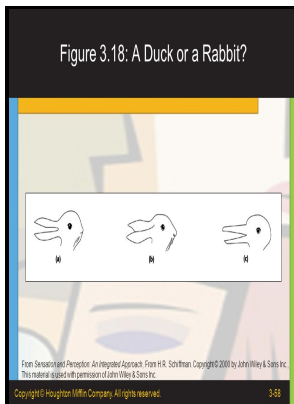 Figure 3.18: A Duck or a Rabbit?
(a) (b) (c)
From Sensation and Perception: An Integrated Approach, From H.R. Schiffman. Copyright © 2000 by John Wiley & Sons Inc.
This material is used with permission of John Wiley & Sons Inc.
Copyright © Houghton Mifflin Company. All rights reserved. 3-58